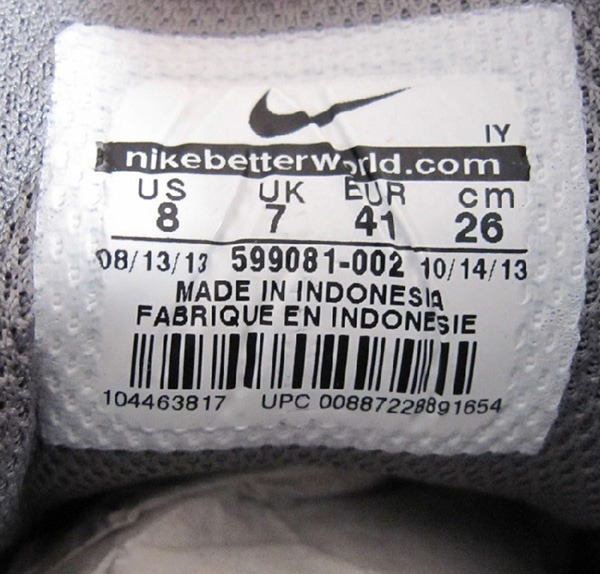 IY
nikebetterworld.com
US UK EUR cm
8 7 41 26
08/13/13 599081-002 10/14/13
MADE IN INDONESIA
FABRIQUE EN INDONESIE
104463817 UPC 00887228891654